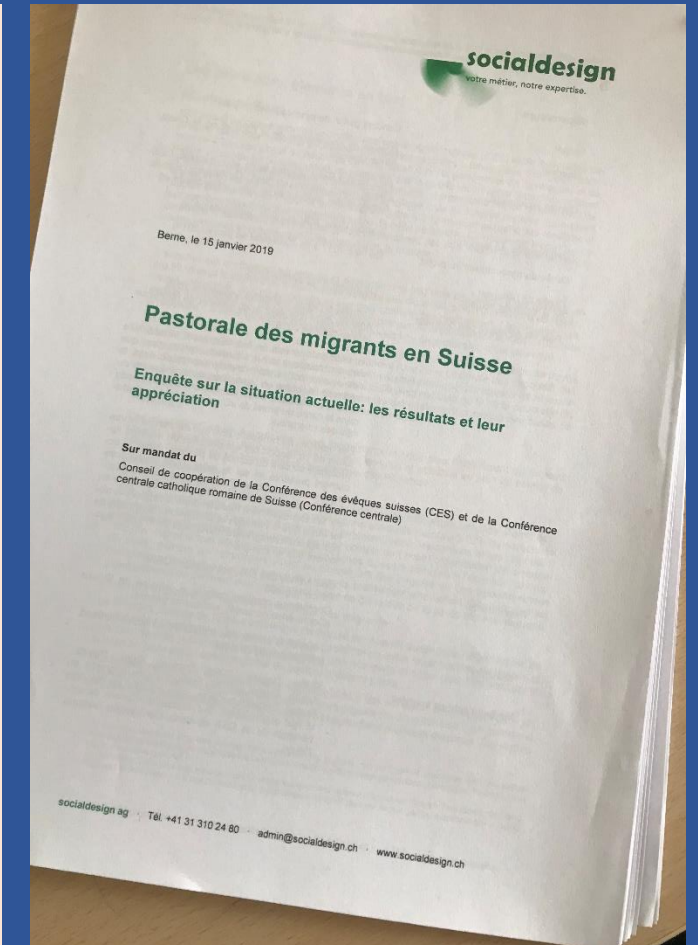 socialdesign
votre métier, notre expertise.
Berne, le 15 janvier 2019
Pastorale des migrants en Suisse
Enquête sur la situation actuelle: les résultats et leur
appréciation
Sur mandat du
Conseil de coopération de la Conférence des évêques suisses (CES) et de la Conférence
centrale catholique romaine de Suisse (Conférence centrale)
socialdesign ag · Tél. +41 31 310 24 80 · admin@socialdesign.ch · www.socialdesign.ch